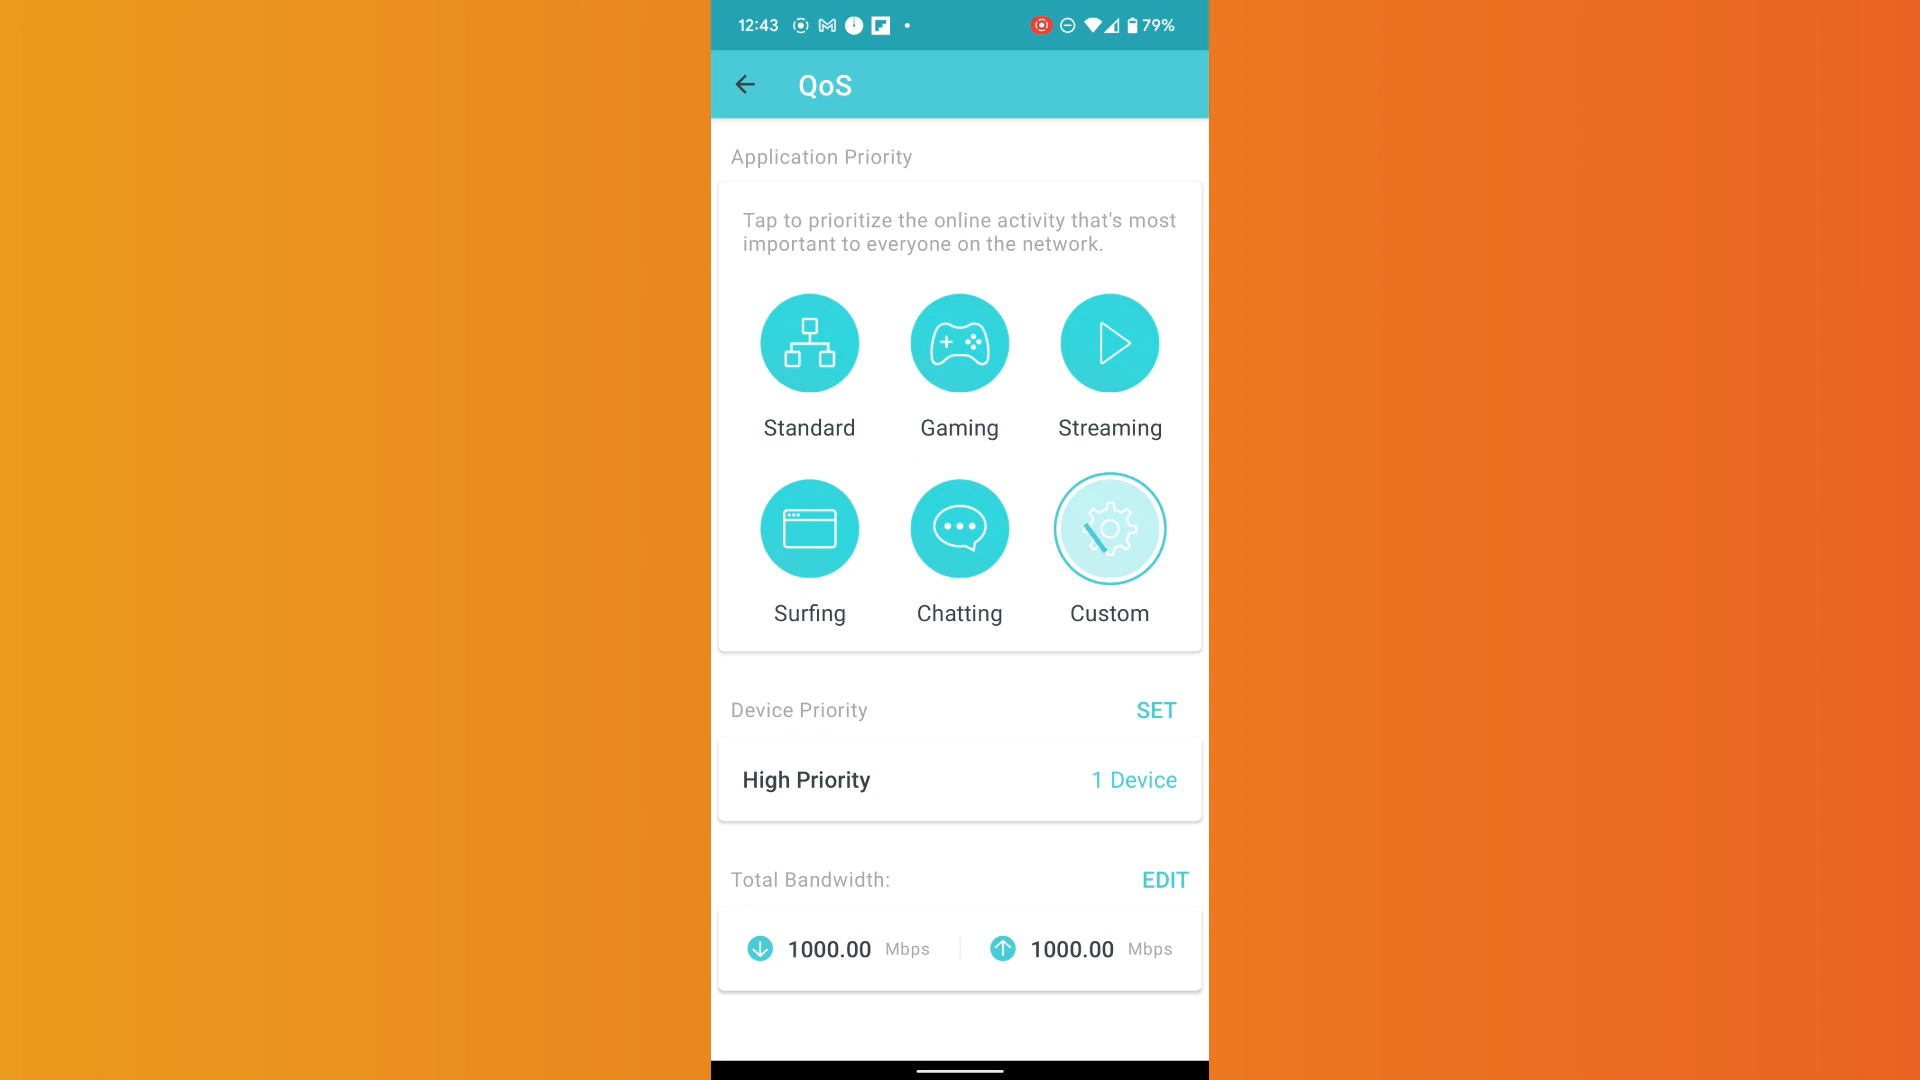 12:43
79%
QoS
Application Priority
Tap to prioritize the online activity that's most
important to everyone on the network.
Standard
Gaming
Streaming
Surfing
Chatting
Custom
Device Priority
SET
High Priority
1 Device
Total Bandwidth:
EDIT
1000.00 Mbps
1000.00 Mbps